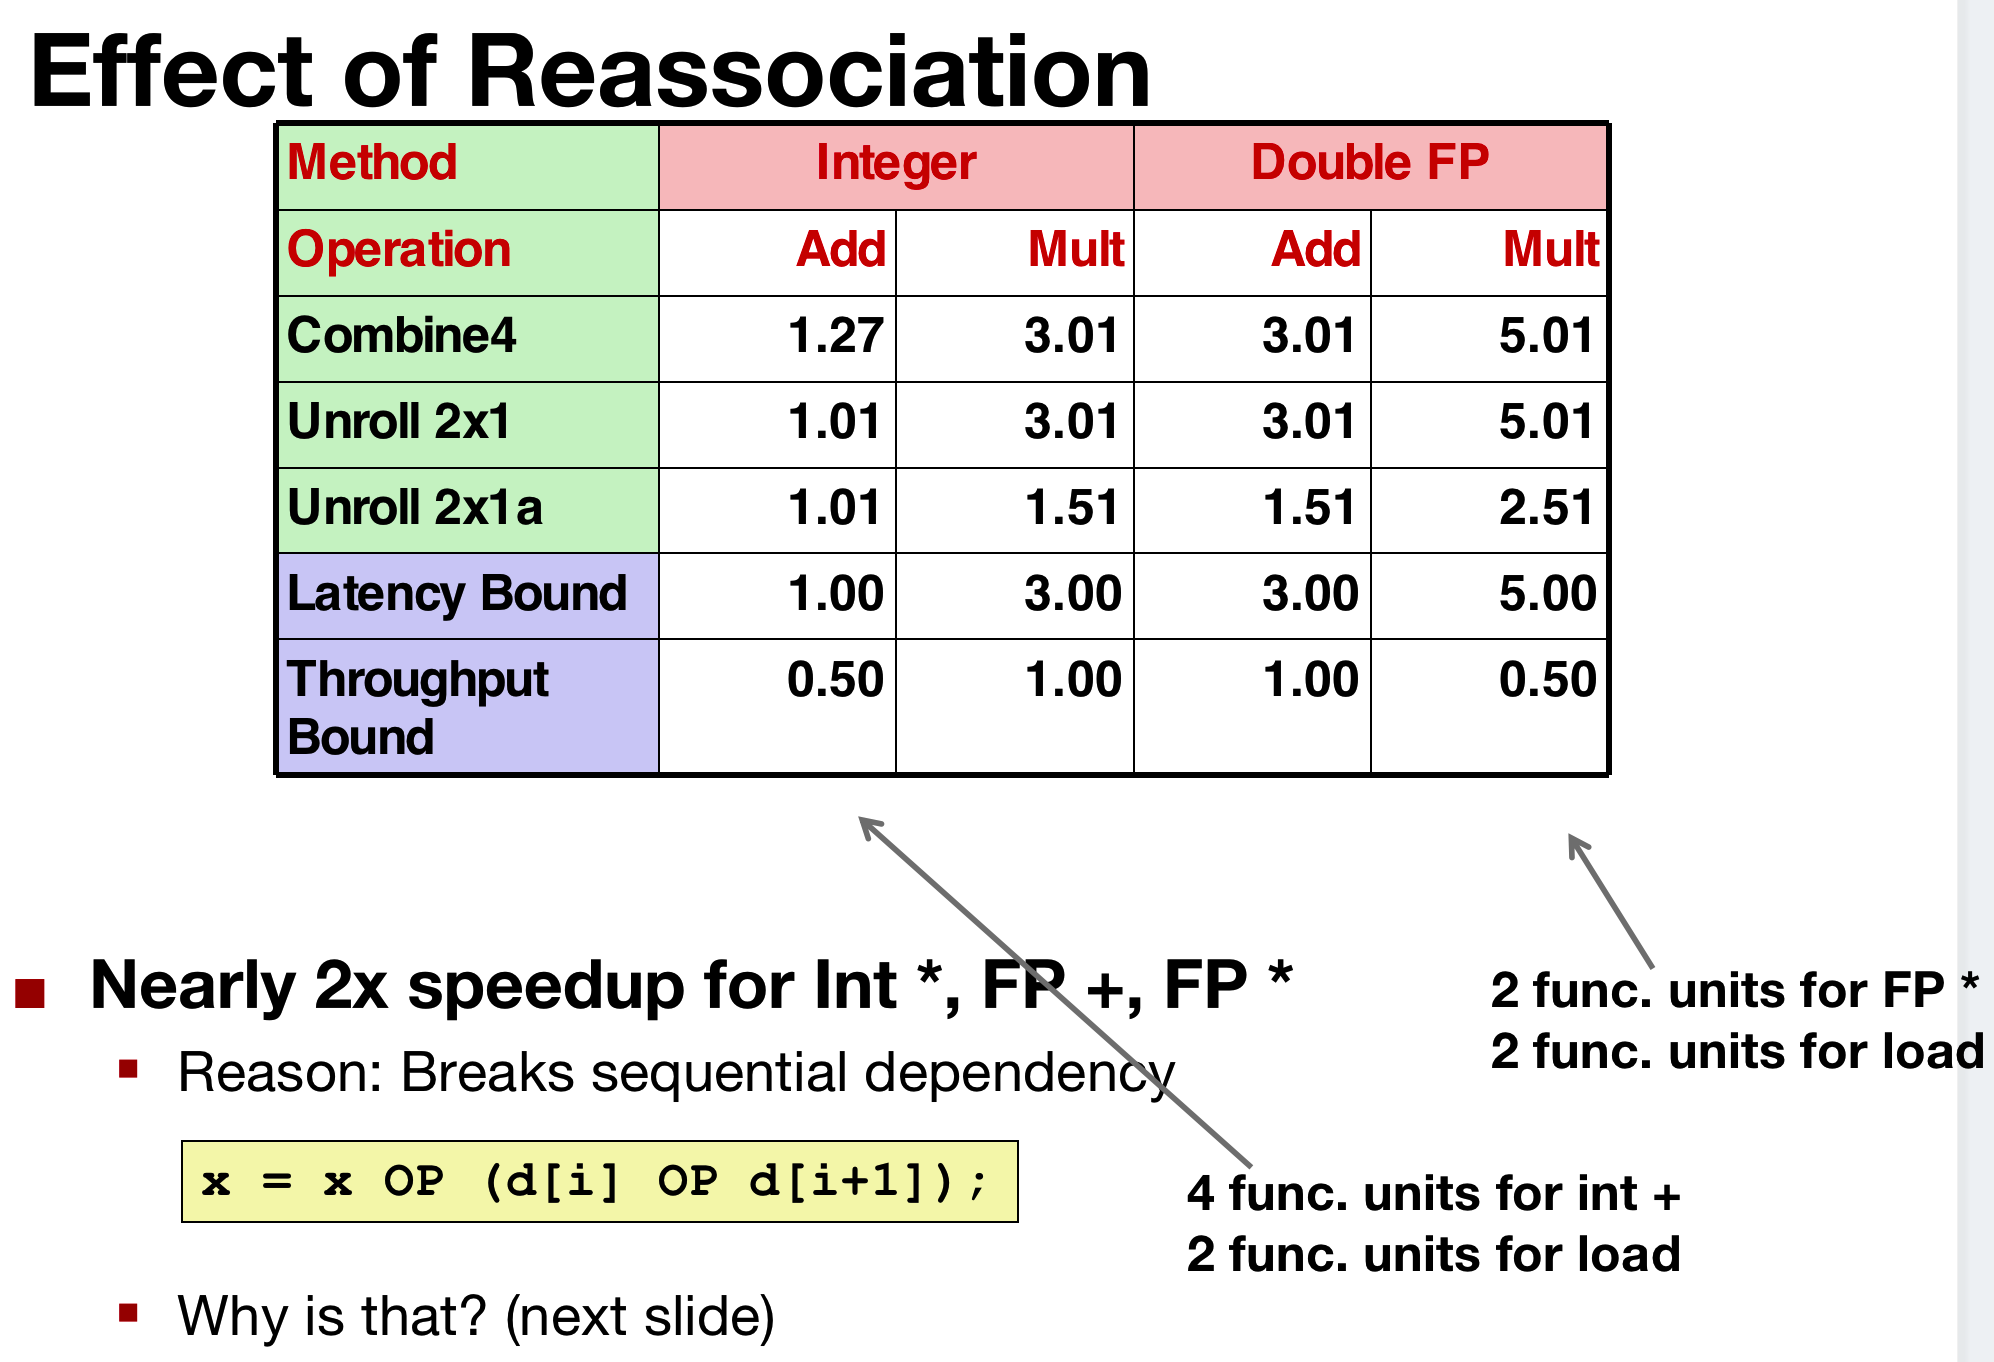 Effect of Reassociation
Method Integer Double FP
Operation Add Mult Add Mult
Combine4 1.27 3.01 3.01 5.01
Unroll 2x1 1.01 3.01 3.01 5.01
Unroll 2x1a 1.01 1.51 1.51 2.51
Latency Bound 1.00 3.00 3.00 5.00
Throughput 0.50 1.00 1.00 0.50
Bound
Nearly 2x speedup for Int *, FP +, FP *
Reason: Breaks sequential dependency
x = x OP (d[i] OP d[i+1]);
Why is that? (next slide)
2 func. units for FP *
2 func. units for load
4 func. units for int +
2 func. units for load